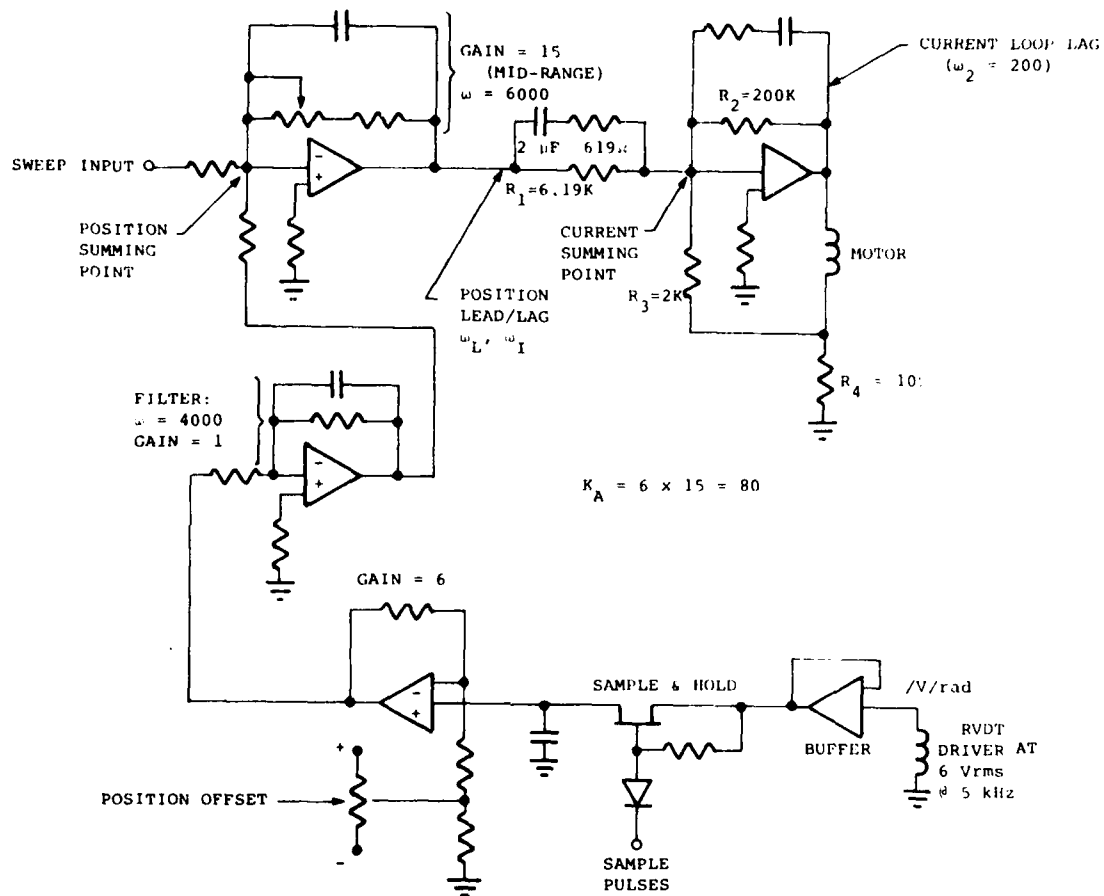 GAIN = 15
(MID-RANGE)
ω = 6000
CURRENT LOOP LAG
(ω2 = 200)
R2=200K
SWEEP INPUT
-
+
2 μF 619Ω
R1=6.19K
POSITION
SUMMING
POINT
CURRENT
SUMMING
POINT
MOTOR
R3=2K
POSITION
LEAD/LAG
ωL, ωI
R4 = 10
FILTER:
ω = 4000
GAIN = 1
-
+
KA = 6 x 15 = 80
GAIN = 6
-
+
SAMPLE & HOLD
/V/rad
BUFFER
RVDT
DRIVER AT
6 Vrms
@ 5 kHz
+
POSITION OFFSET
-
SAMPLE
PULSES